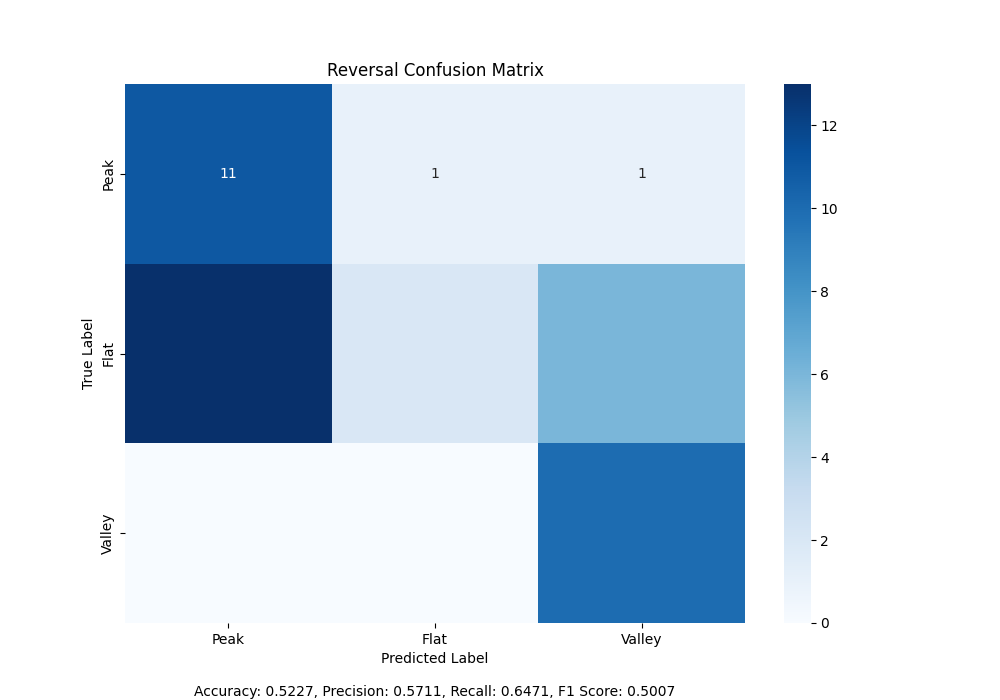 Reversal Confusion Matrix
Peak 11 1 1
Flat
Valley
True Label
Peak Flat Valley
Predicted Label
12
10
8
6
4
2
0
Accuracy: 0.5227, Precision: 0.5711, Recall: 0.6471, F1 Score: 0.5007